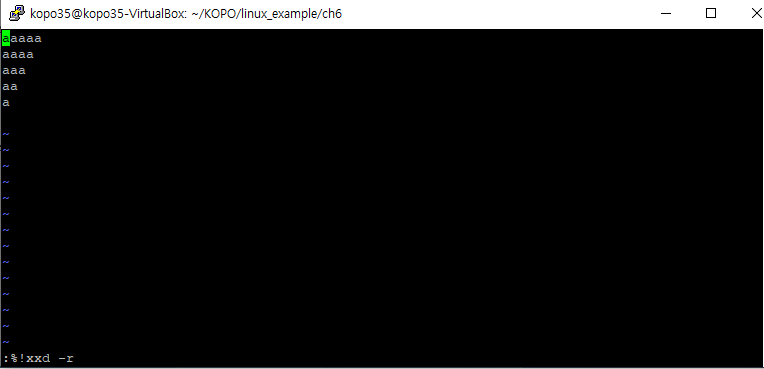 kopo35@kopo35-VirtualBox: ~/KOPO/linux_example/ch6
aaaaa
aaaa
aaa
aa
a
~
~
~
~
~
~
~
~
~
~
~
~
~
~
:%!xxd -r